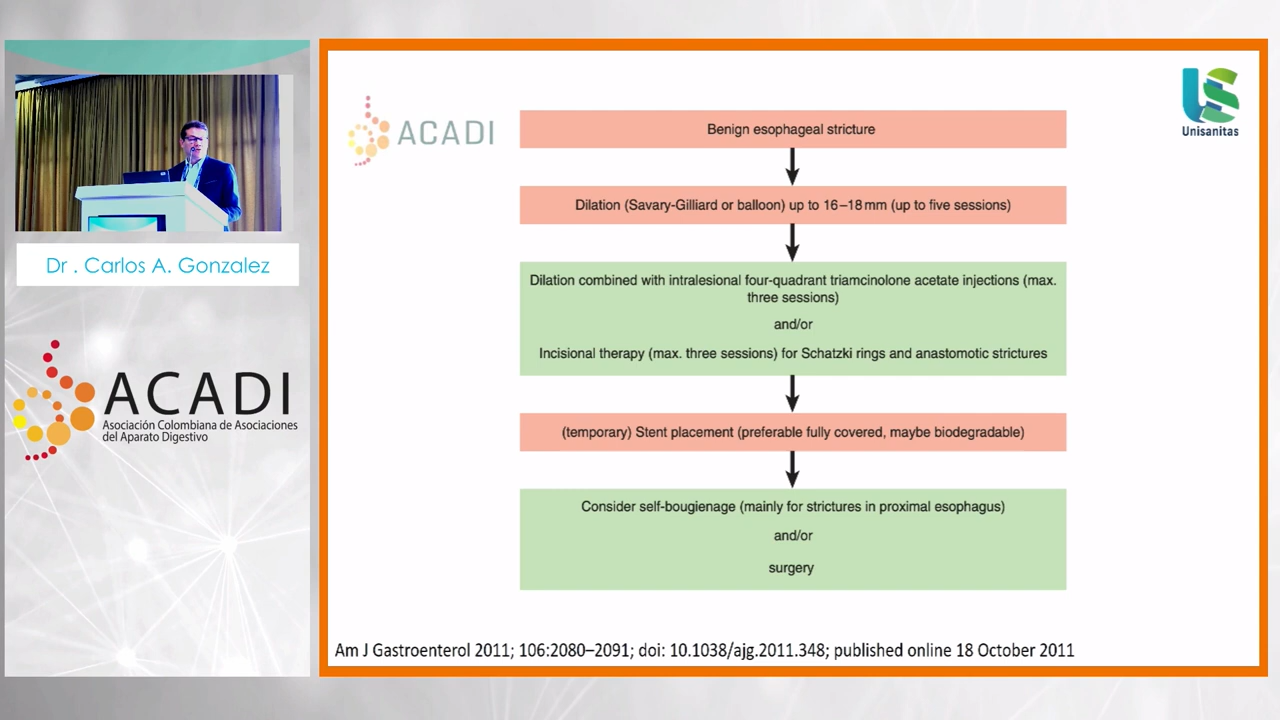 Dr . Carlos A. Gonzalez
ACADI
Asociación Colombiana de Asociaciones
del Aparato Digestivo
ACADI
Unisanitas
Benign esophageal stricture
Dilation (Savary-Gilliard or balloon) up to 16–18 mm (up to five sessions)
Dilation combined with intralesional four-quadrant triamcinolone acetate injections (max.
three sessions)
and/or
Incisional therapy (max. three sessions) for Schatzki rings and anastomotic strictures
(temporary) Stent placement (preferable fully covered, maybe biodegradable)
Consider self-bougienage (mainly for strictures in proximal esophagus)
and/or
surgery
Am J Gastroenterol 2011; 106:2080–2091; doi: 10.1038/ajg.2011.348; published online 18 October 2011